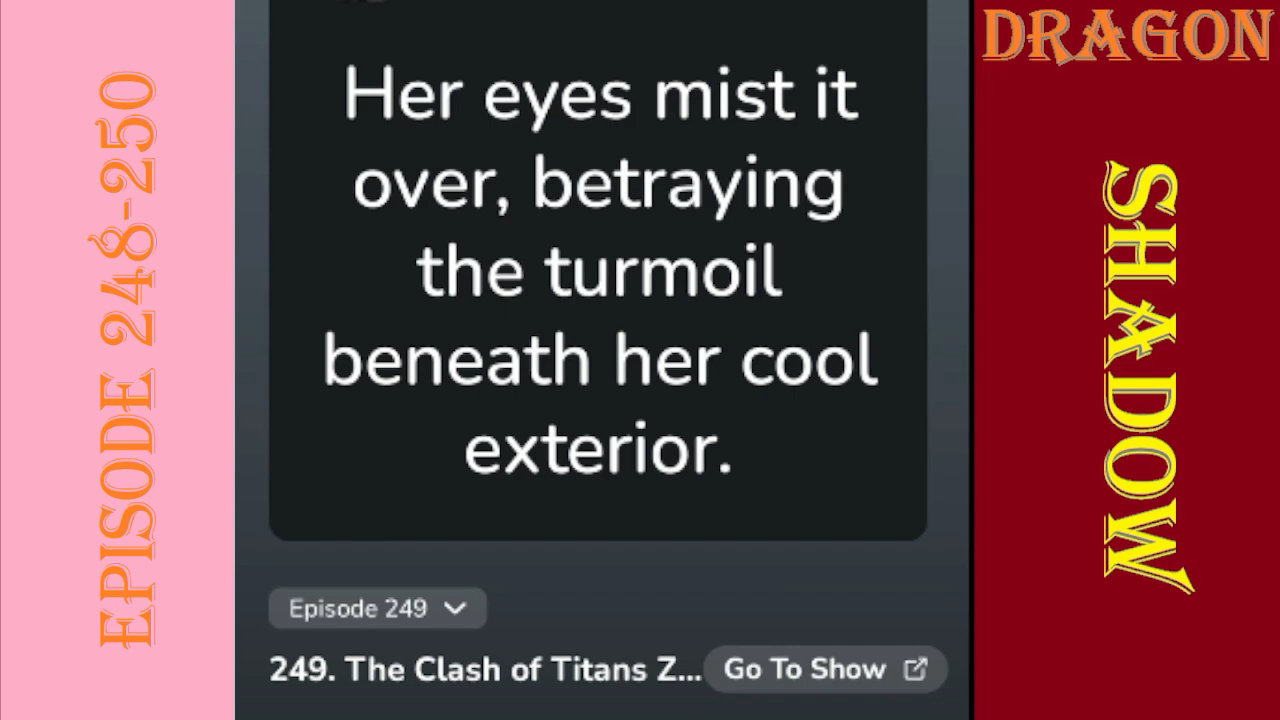 EPISODE 248-250
Her eyes mist it
over, betraying
the turmoil
beneath her cool
exterior.
Episode 249
249. The Clash of Titans Z...
Go To Show
DRAGON
SHADOW